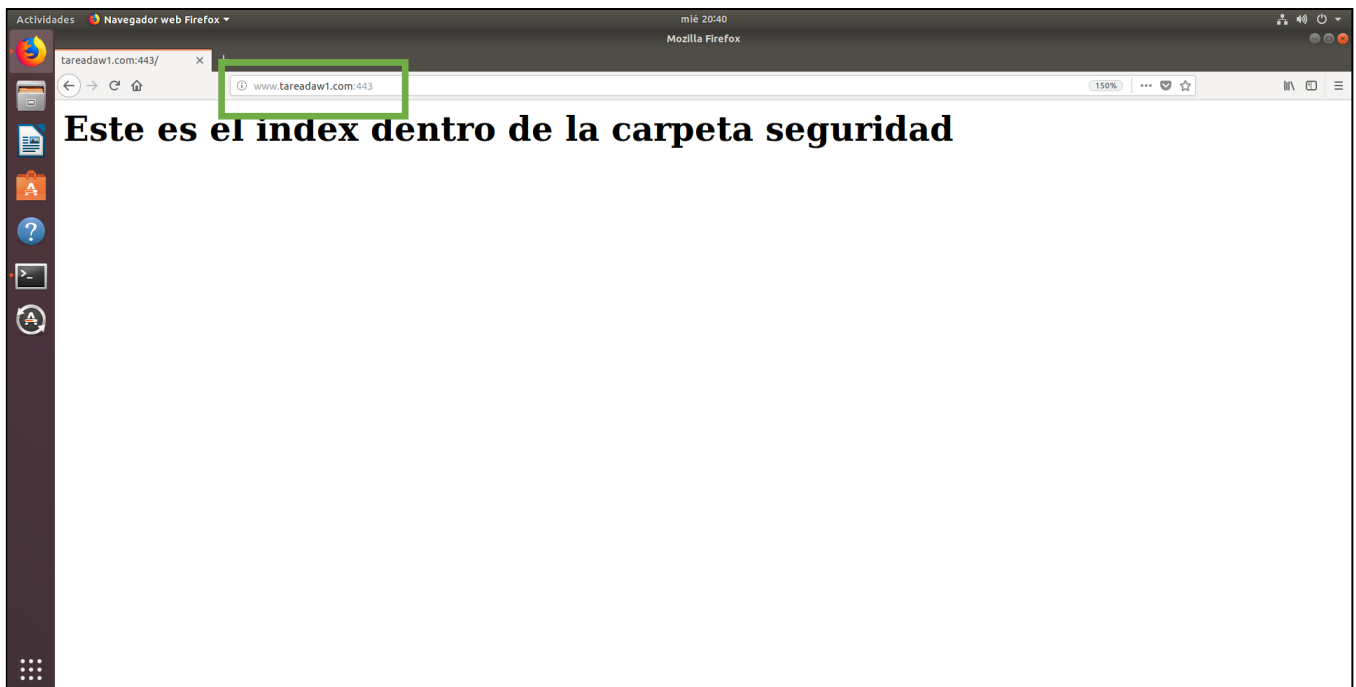 Actividades Navegador web Firefox mié 20:40
Mozilla Firefox
tareadaw1.com:443/
www.tareadaw1.com:443 150%
Este es el index dentro de la carpeta seguridad